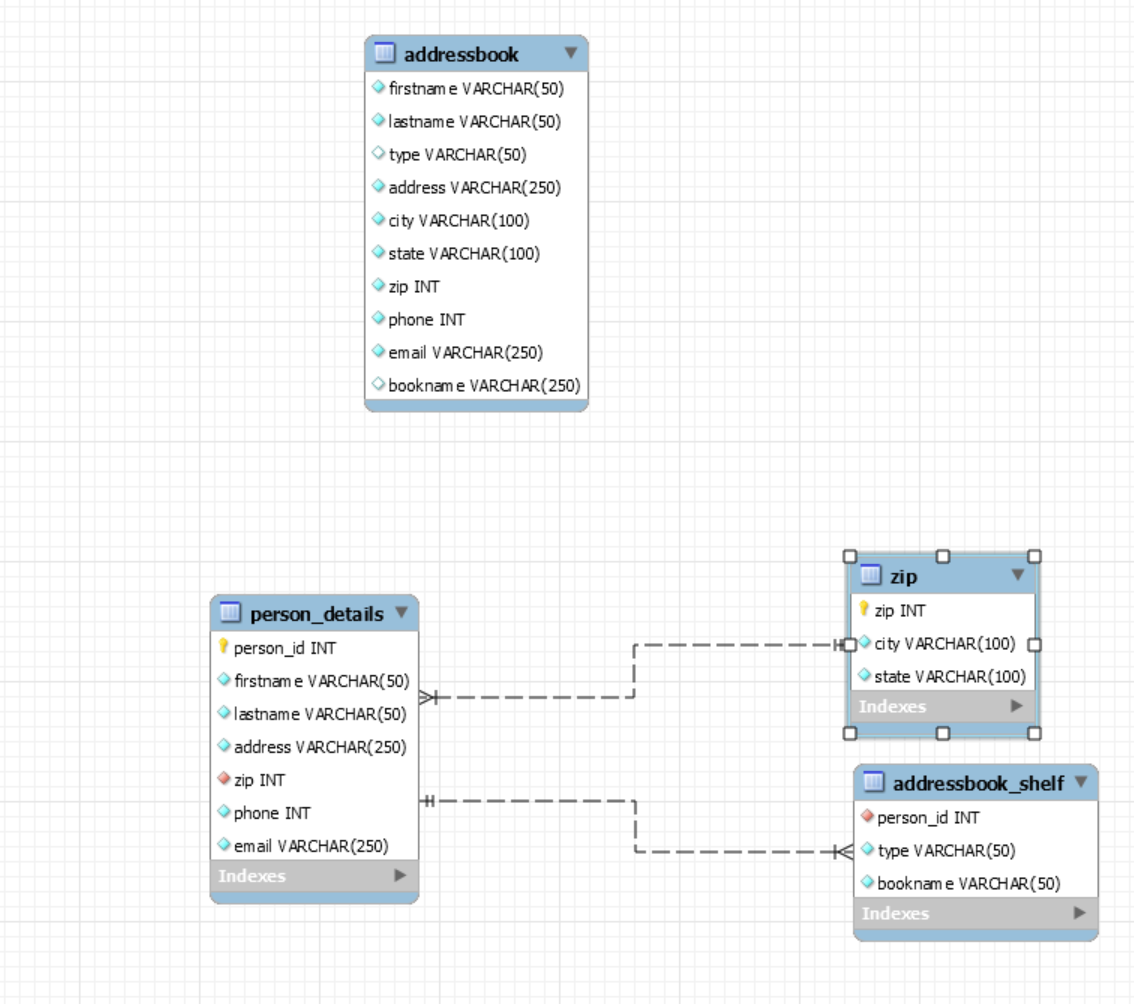 addressbook
firstname VARCHAR(50)
lastname VARCHAR(50)
type VARCHAR(50)
address VARCHAR(250)
city VARCHAR(100)
state VARCHAR(100)
zip INT
phone INT
email VARCHAR(250)
bookname VARCHAR(250)
person_details
person_id INT
firstname VARCHAR(50)
lastname VARCHAR(50)
address VARCHAR(250)
zip INT
phone INT
email VARCHAR(250)
Indexes
zip
zip INT
city VARCHAR(100)
state VARCHAR(100)
Indexes
addressbook_shelf
person_id INT
type VARCHAR(50)
bookname VARCHAR(50)
Indexes